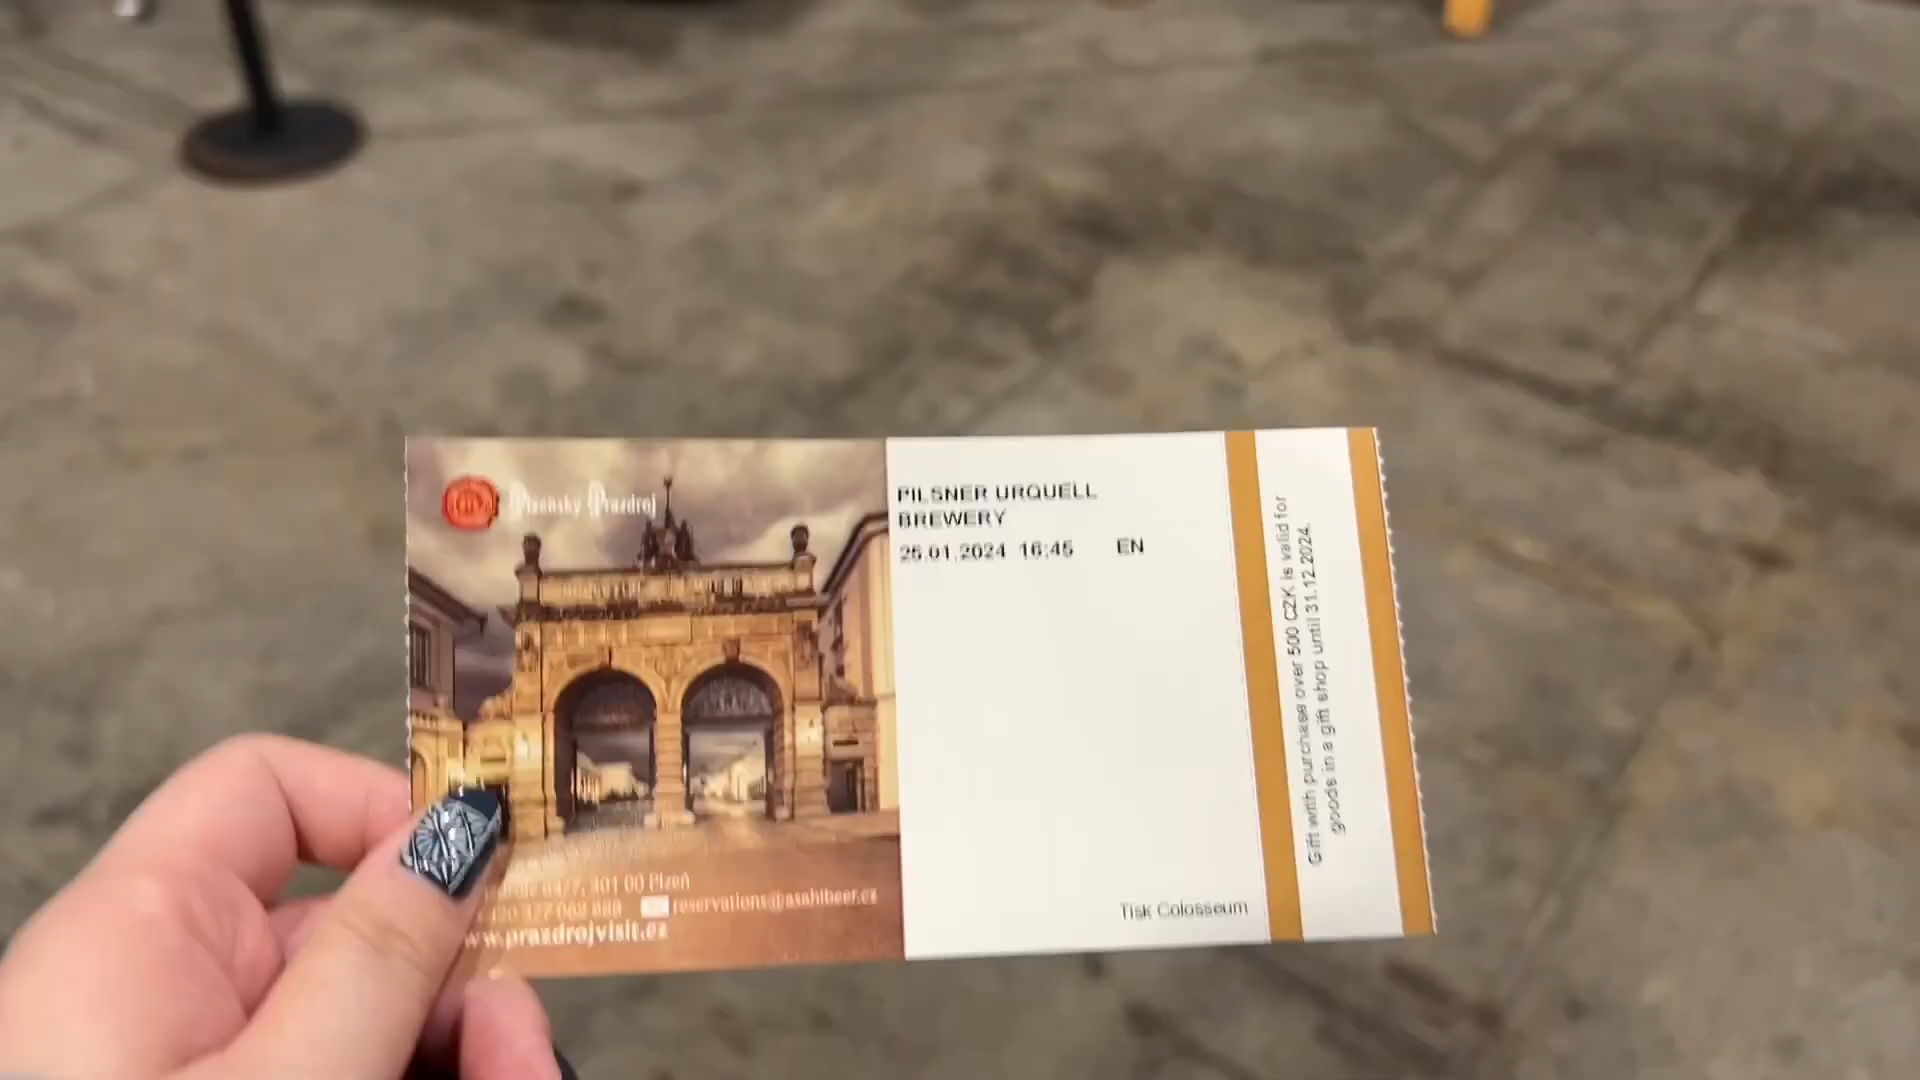 Plzeňský Prazdroj
PILSNER URQUELL
BREWERY
25.01.2024 16:45 EN
Gift with purchase over 500 CZK is valid for
goods in a gift shop until 31.12.2024.
301 00 Plzeň
reservations@asahibeer.cz
www.prazdrojvisit.cz
Tisk Colosseum